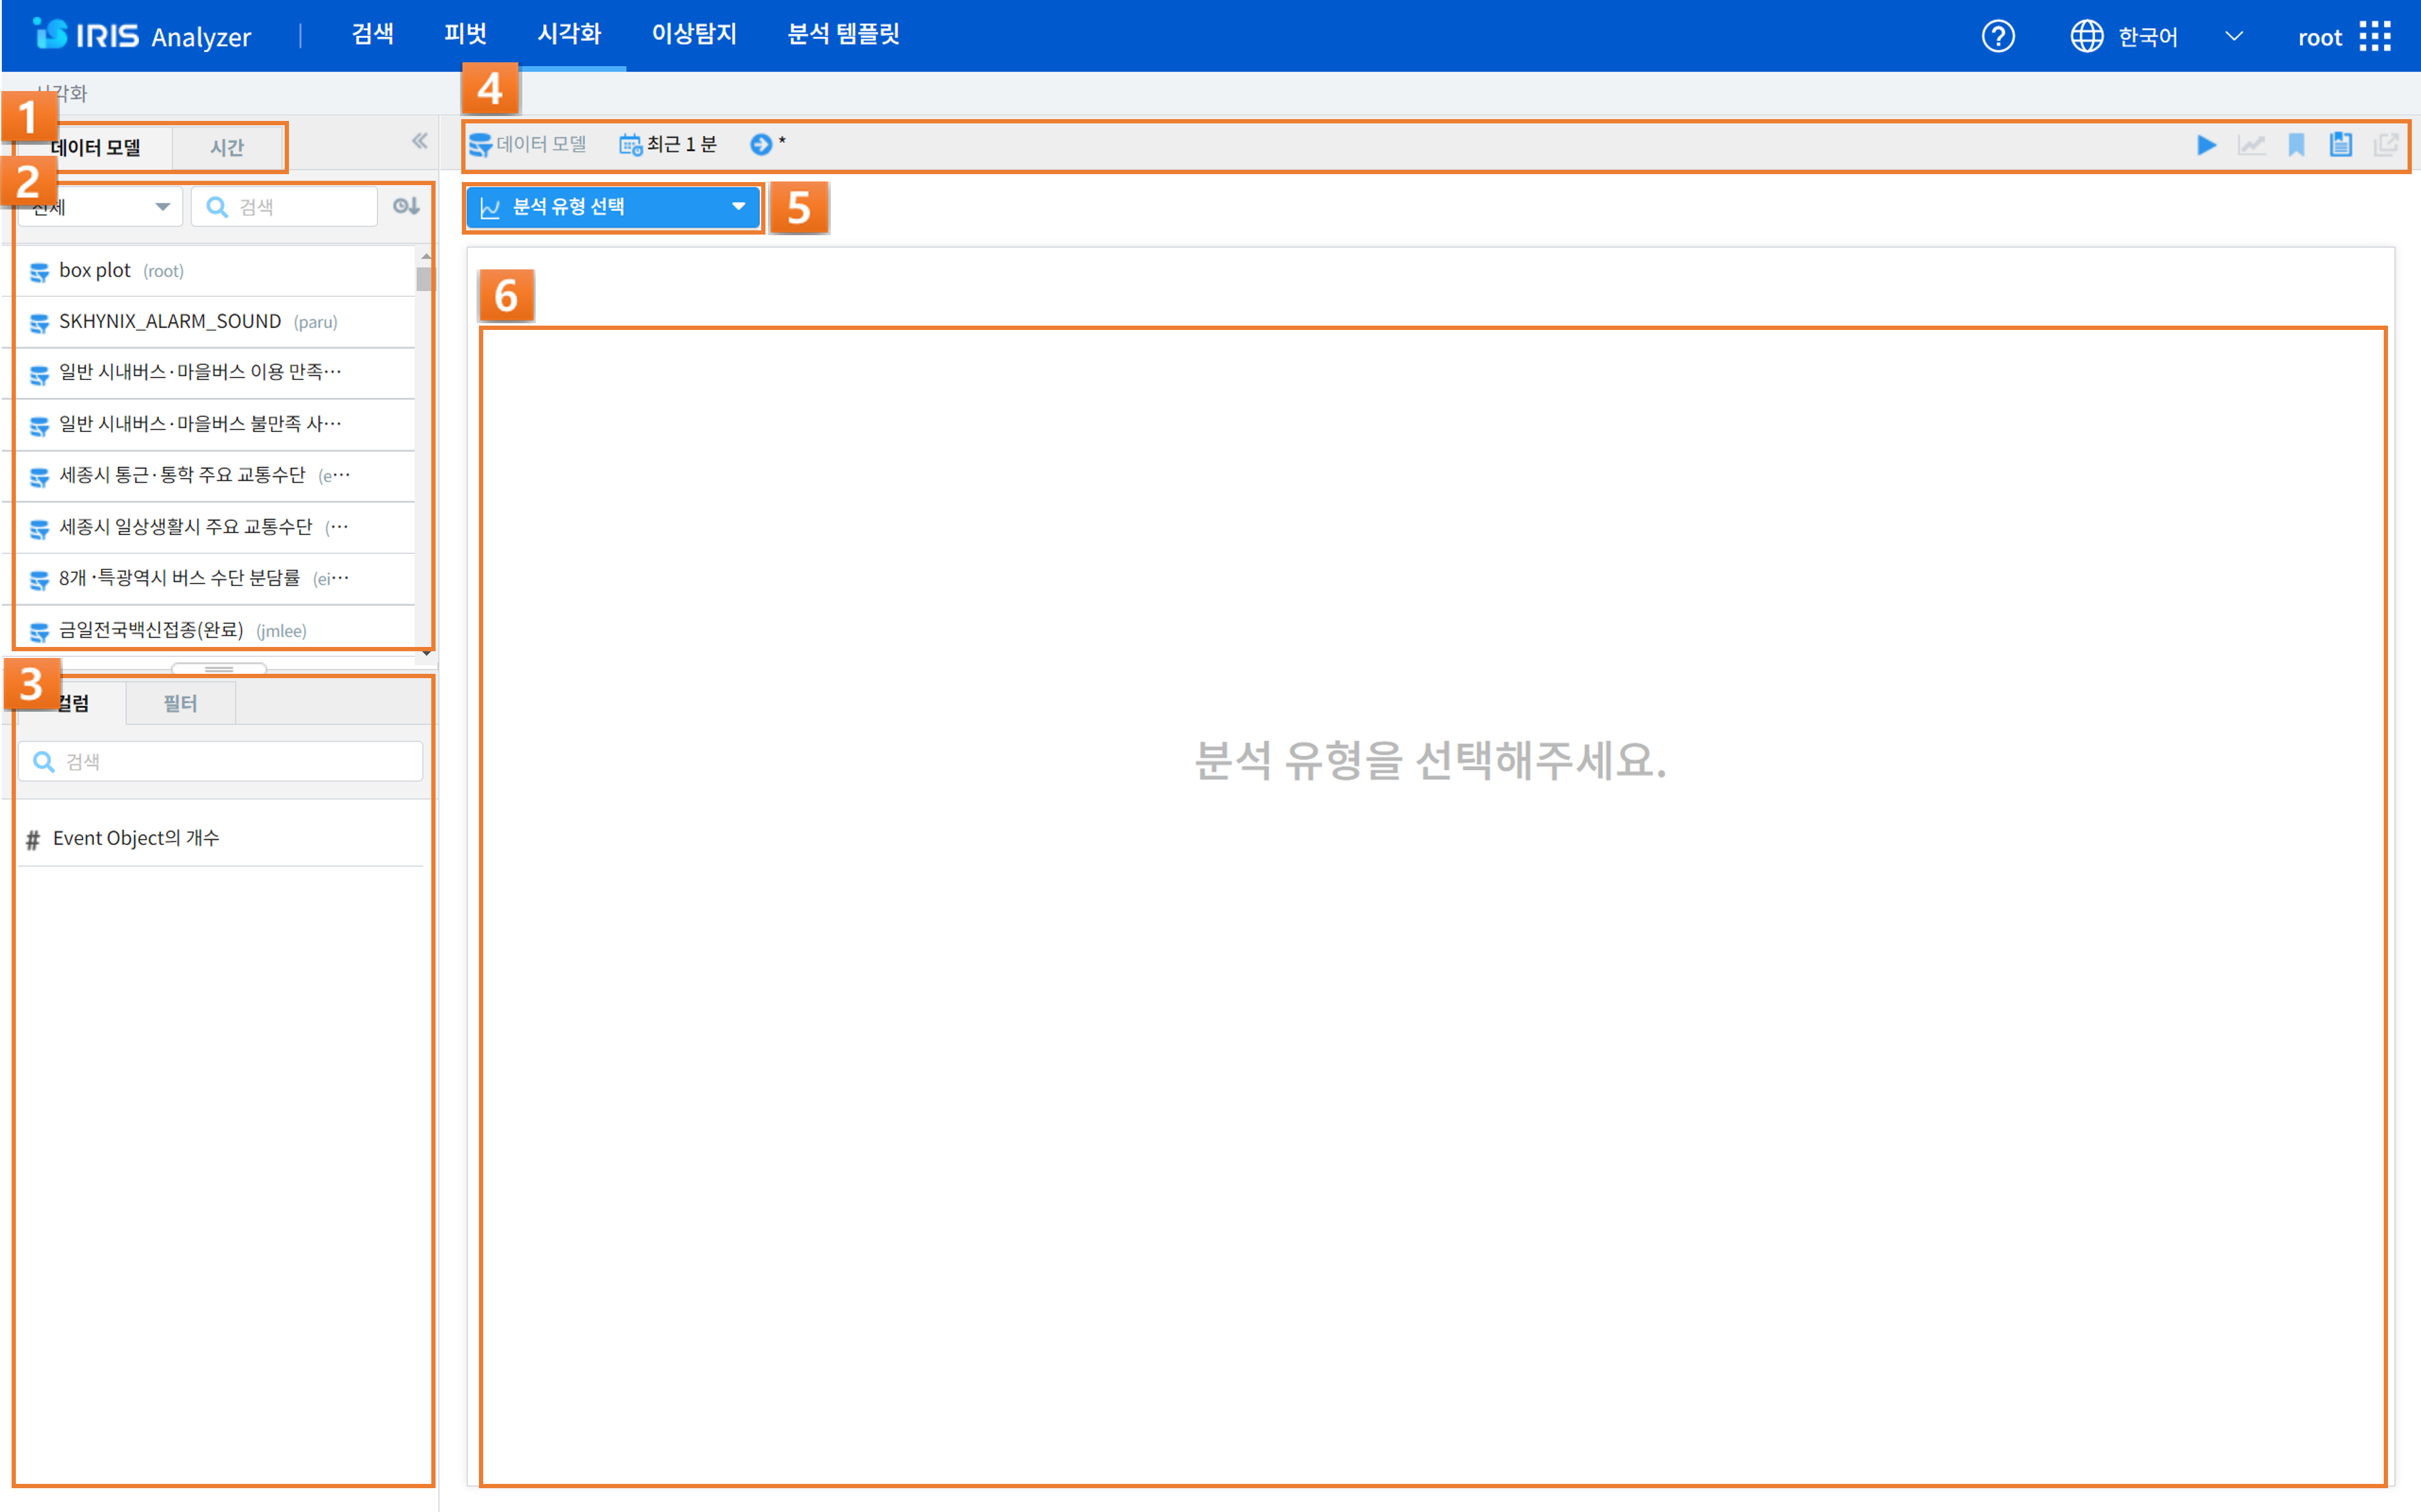 IRIS Analyzer | 검색 피벗 시각화 이상탐지 분석 템플릿 ? 한국어 root
4
각화
1
데이터 모델 시간
데이터 모델 최근 1 분 *
2
검색
분석 유형 선택
5
box plot (root)
6
SKHYNIX_ALARM_SOUND (paru)
일반 시내버스·마을버스 이용 만족···
일반 시내버스·마을버스 불만족 사···
세종시 통근·통학 주요 교통수단 (e···
세종시 일상생활시 주요 교통수단 (···
8개 ·특광역시 버스 수단 분담률 (ei···
금일전국백신접종(완료) (jmlee)
3
컬럼 필터
검색
분석 유형을 선택해주세요.
# Event Object의 개수